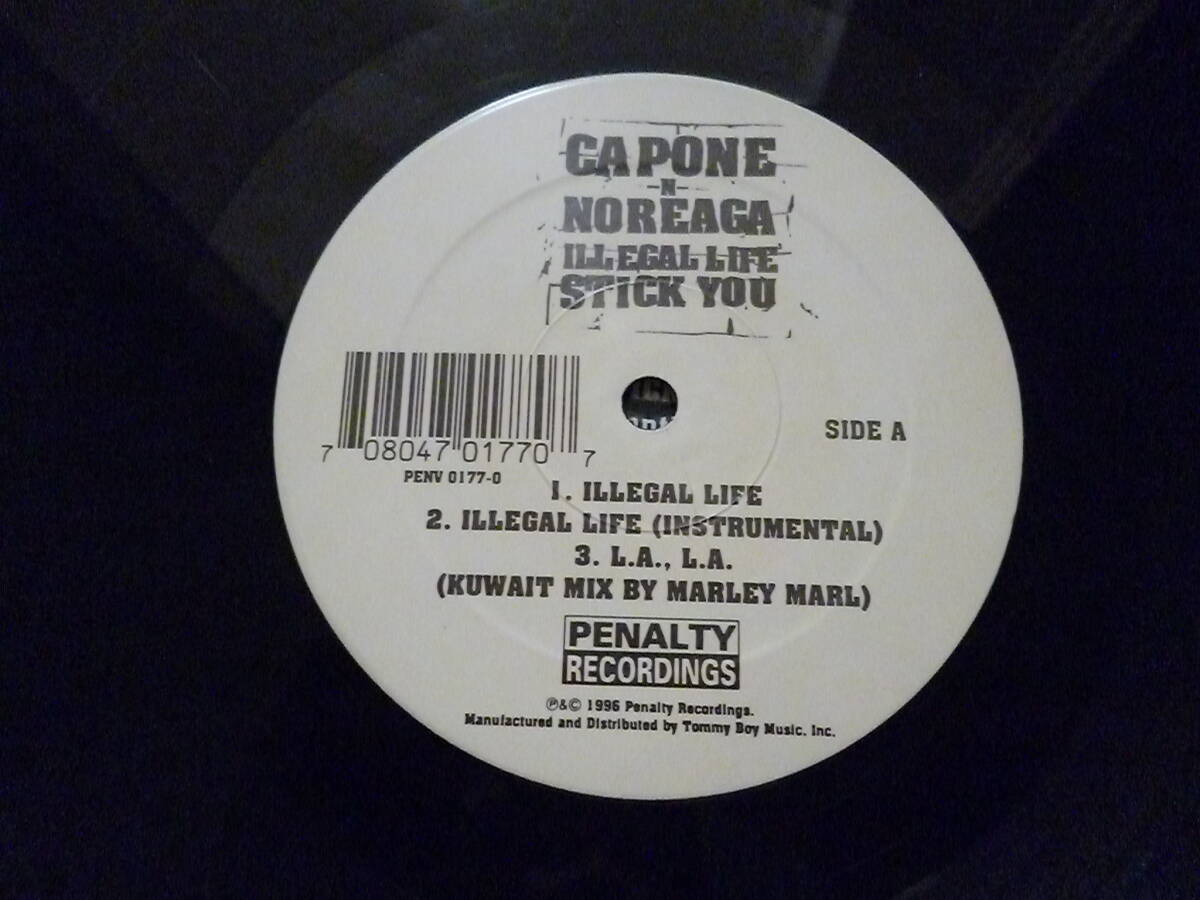 CAPONE
-N-
NOREAGA
ILLEGAL LIFE
STICK YOU
7 08047 01770 7
PENV 0177-0
SIDE A
1. ILLEGAL LIFE
2. ILLEGAL LIFE (INSTRUMENTAL)
3. L.A., L.A.
(KUWAIT MIX BY MARLEY MARL)
PENALTY
RECORDINGS
℗&© 1996 Penalty Recordings.
Manufactured and Distributed by Tommy Boy Music, Inc.